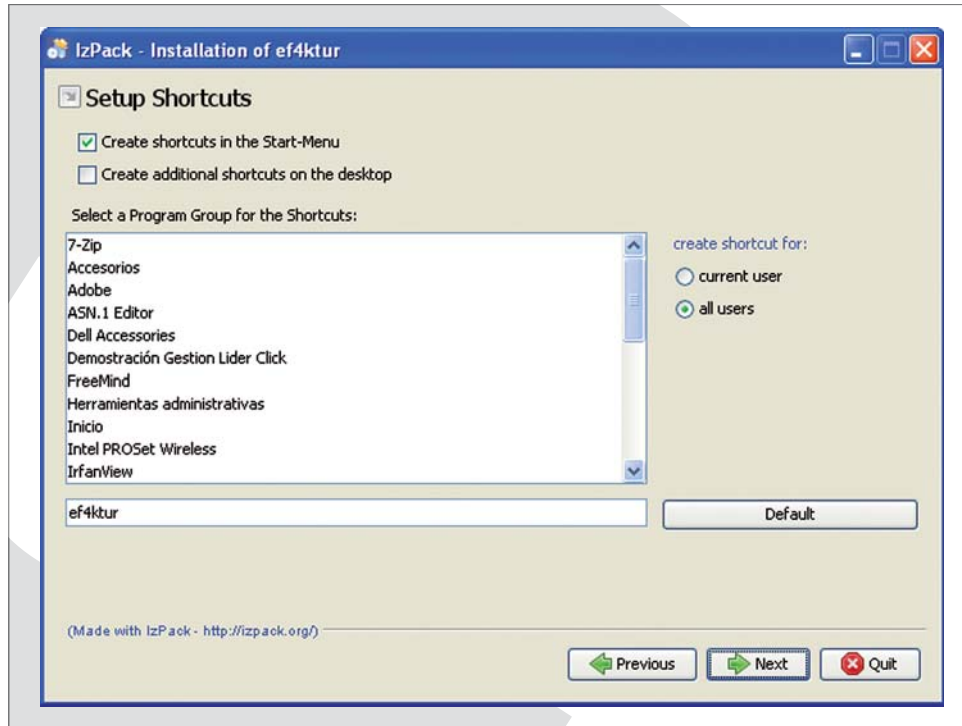 IzPack - Installation of ef4ktur
Setup Shortcuts
Create shortcuts in the Start-Menu
Create additional shortcuts on the desktop
Select a Program Group for the Shortcuts:
7-Zip
Accesorios
Adobe
ASN.1 Editor
Dell Accessories
Demostración Gestion Lider Click
FreeMind
Herramientas administrativas
Inicio
Intel PROSet Wireless
IrfanView
create shortcut for:
current user
all users
ef4ktur
Default
(Made with IzPack - http://izpack.org/)
Previous
Next
Quit